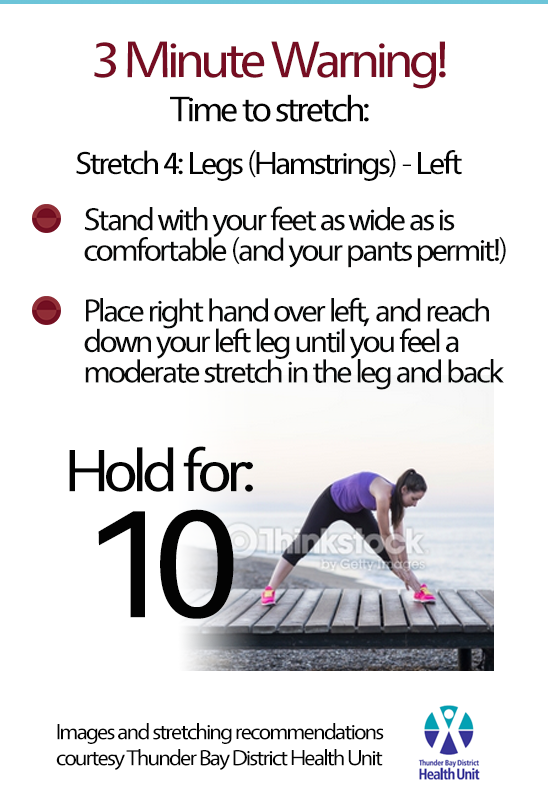 3 Minute Warning!
Time to stretch:
Stretch 4: Legs (Hamstrings) - Left
Stand with your feet as wide as is
comfortable (and your pants permit!)
Place right hand over left, and reach
down your left leg until you feel a
moderate stretch in the leg and back
Hold for:
10
Thinkstock
by Getty Images
Images and stretching recommendations
courtesy Thunder Bay District Health Unit
Thunder Bay District
Health Unit